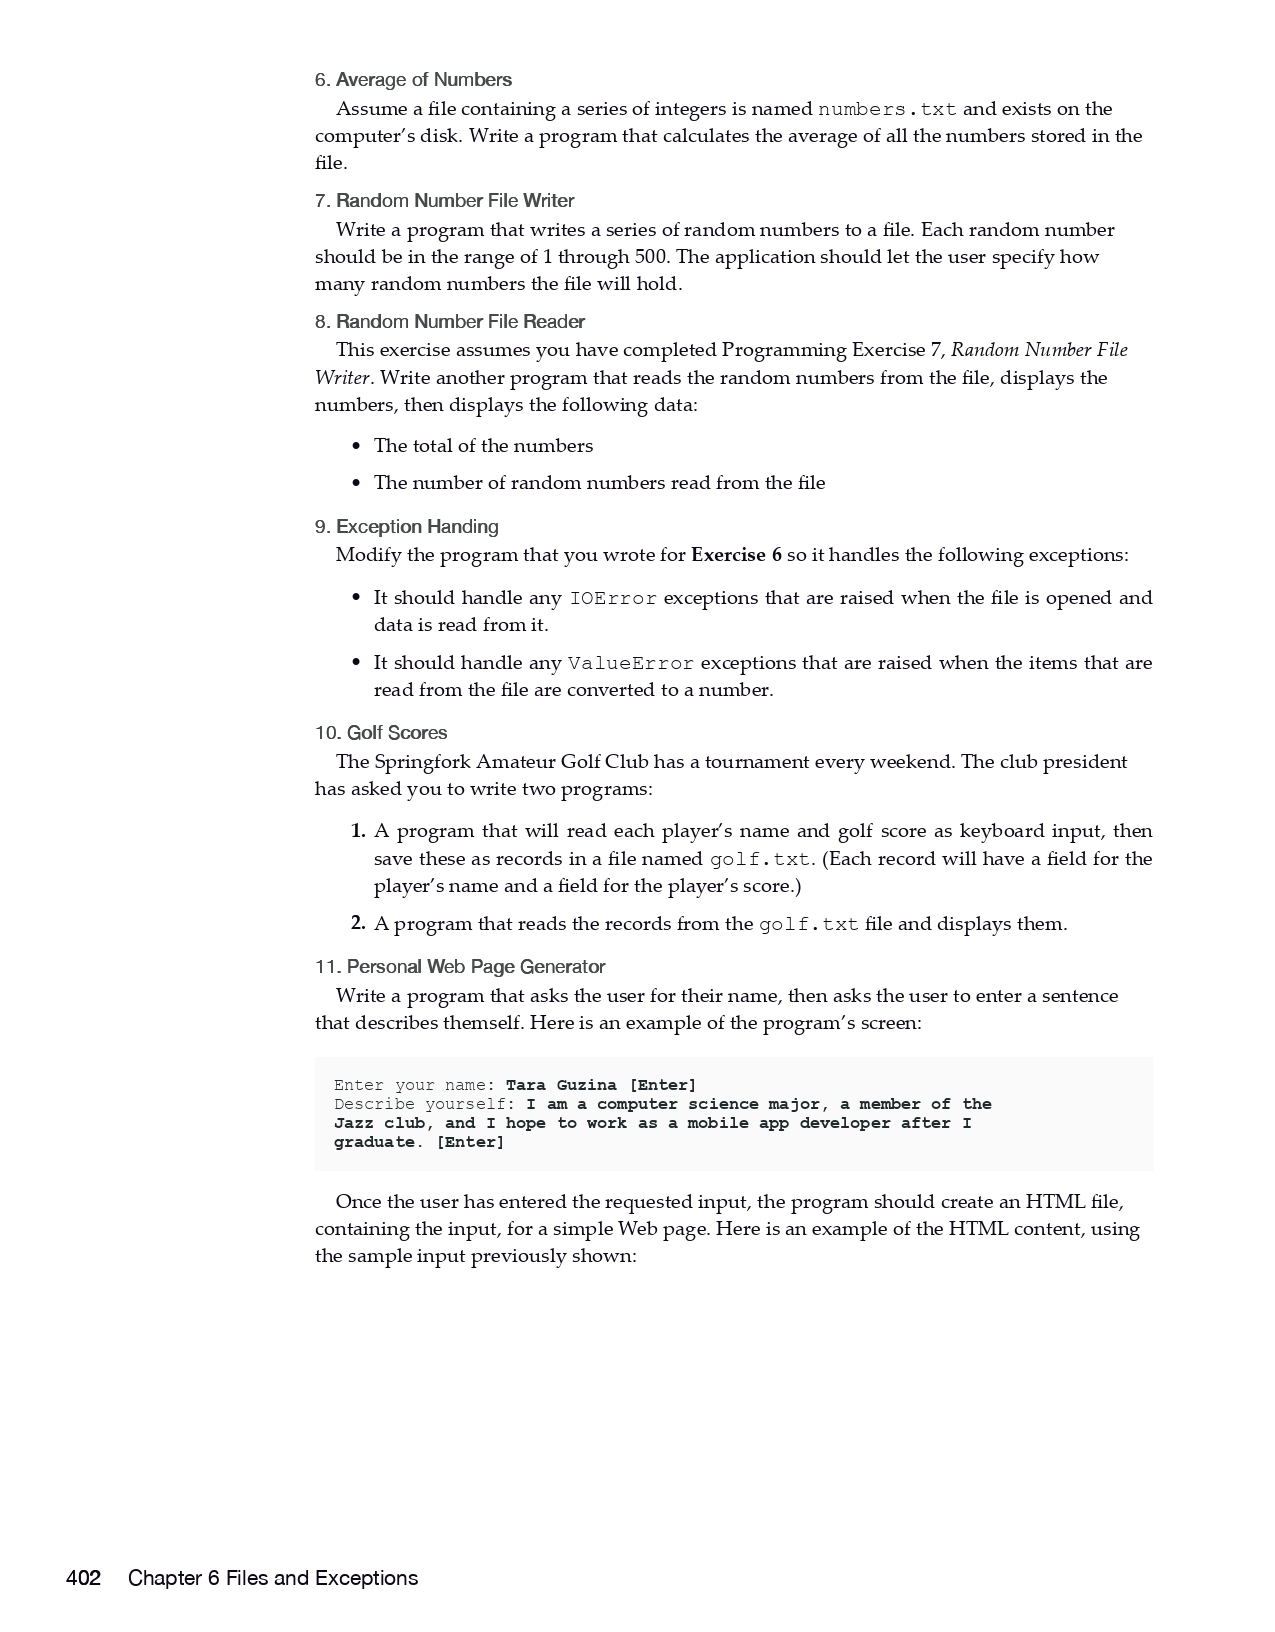 6. Average of Numbers
Assume a file containing a series of integers is named numbers.txt and exists on the
computer’s disk. Write a program that calculates the average of all the numbers stored in the
file.
7. Random Number File Writer
Write a program that writes a series of random numbers to a file. Each random number
should be in the range of 1 through 500. The application should let the user specify how
many random numbers the file will hold.
8. Random Number File Reader
This exercise assumes you have completed Programming Exercise 7, Random Number File
Writer. Write another program that reads the random numbers from the file, displays the
numbers, then displays the following data:
• The total of the numbers
• The number of random numbers read from the file
9. Exception Handing
Modify the program that you wrote for Exercise 6 so it handles the following exceptions:
• It should handle any IOError exceptions that are raised when the file is opened and
data is read from it.
• It should handle any ValueError exceptions that are raised when the items that are
read from the file are converted to a number.
10. Golf Scores
The Springfork Amateur Golf Club has a tournament every weekend. The club president
has asked you to write two programs:
1. A program that will read each player’s name and golf score as keyboard input, then
save these as records in a file named golf.txt. (Each record will have a field for the
player’s name and a field for the player’s score.)
2. A program that reads the records from the golf.txt file and displays them.
11. Personal Web Page Generator
Write a program that asks the user for their name, then asks the user to enter a sentence
that describes themself. Here is an example of the program’s screen:
Enter your name: Tara Guzina [Enter]
Describe yourself: I am a computer science major, a member of the
Jazz club, and I hope to work as a mobile app developer after I
graduate. [Enter]
Once the user has entered the requested input, the program should create an HTML file,
containing the input, for a simple Web page. Here is an example of the HTML content, using
the sample input previously shown:
402 Chapter 6 Files and Exceptions